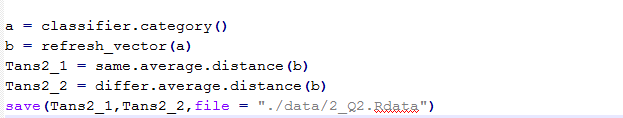 a = classifier.category()
b = refresh_vector(a)
Tans2_1 = same.average.distance(b)
Tans2_2 = differ.average.distance(b)
save(Tans2_1,Tans2_2,file = "./data/2_Q2.Rdata")